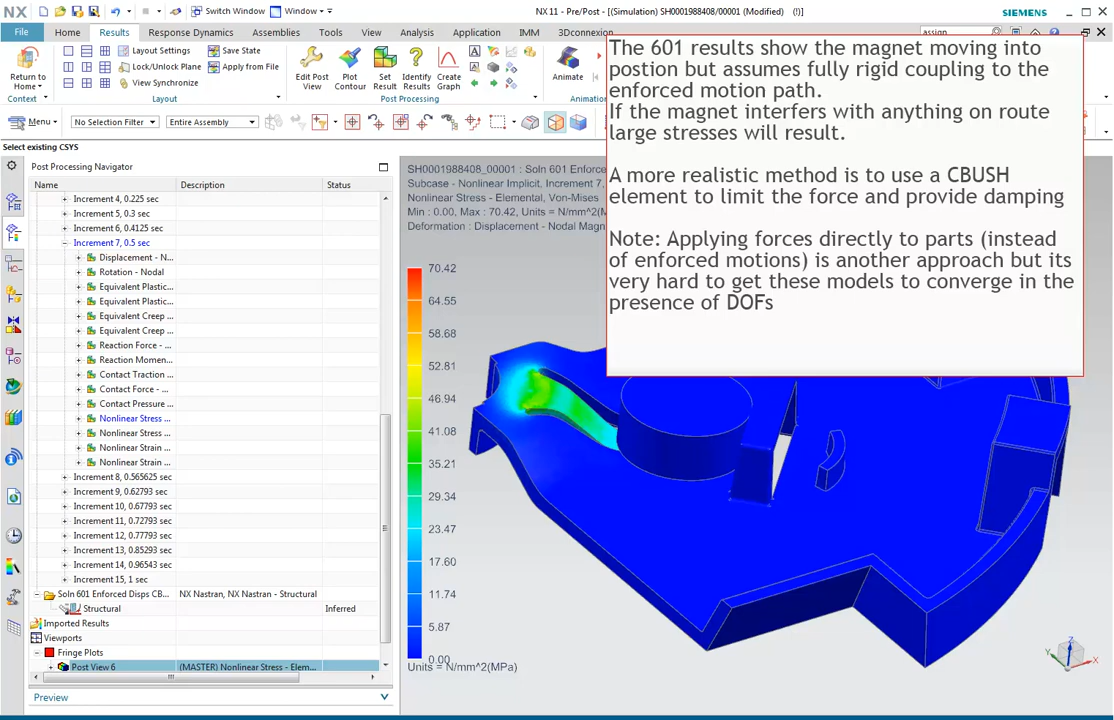 NX
Switch Window
Window
NX 11 - Pre/Post - [(Simulation) SH0001988408/00001 (Modified) (!)]
SIEMENS
File
Home
Results
Response Dynamics
Assemblies
Tools
View
Analysis
Application
IMM
3Dconnexion
assign
Return to
Home
Context
Layout Settings
Save State
Lock/Unlock Plane
Apply from File
View Synchronize
Layout
Edit Post
View
Plot
Contour
Set
Result
Identify
Results
Create
Graph
Post Processing
Animate
Menu
No Selection Filter
Entire Assembly
Select existing CSYS
The 601 results show the magnet moving into
postion but assumes fully rigid coupling to the
enforced motion path.
If the magnet interfers with anything on route
large stresses will result.
A more realistic method is to use a CBUSH
element to limit the force and provide damping
Note: Applying forces directly to parts (instead
of enforced motions) is another approach but its
very hard to get these models to converge in the
presence of DOFs
Post Processing Navigator
Name Description Status
Increment 4, 0.225 sec
Increment 5, 0.3 sec
Increment 6, 0.4125 sec
Increment 7, 0.5 sec
Displacement - N...
Rotation - Nodal
Equivalent Plastic...
Equivalent Plastic...
Equivalent Creep ...
Equivalent Creep ...
Reaction Force - ...
Reaction Momen...
Contact Traction ...
Contact Force - ...
Contact Pressure ...
Nonlinear Stress ...
Nonlinear Stress ...
Nonlinear Strain ...
Nonlinear Strain ...
Increment 8, 0.565625 sec
Increment 9, 0.62793 sec
Increment 10, 0.67793 sec
Increment 11, 0.72793 sec
Increment 12, 0.77793 sec
Increment 13, 0.85293 sec
Increment 14, 0.96543 sec
Increment 15, 1 sec
Soln 601 Enforced Disps CB... NX Nastran, NX Nastran - Structural
Structural Inferred
Imported Results
Viewports
Fringe Plots
Post View 6 (MASTER) Nonlinear Stress - Elem...
Preview
SH0001988408_00001 : Soln 601 Enforce
Subcase - Nonlinear Implicit, Increment 7,
Nonlinear Stress - Elemental, Von-Mises
Min : 0.00, Max : 70.42, Units = N/mm^2(M
Deformation : Displacement - Nodal Magn
70.42
64.55
58.68
52.81
46.94
41.08
35.21
29.34
23.47
17.60
11.74
5.87
0.00
Units = N/mm^2(MPa)
Z
Y
X